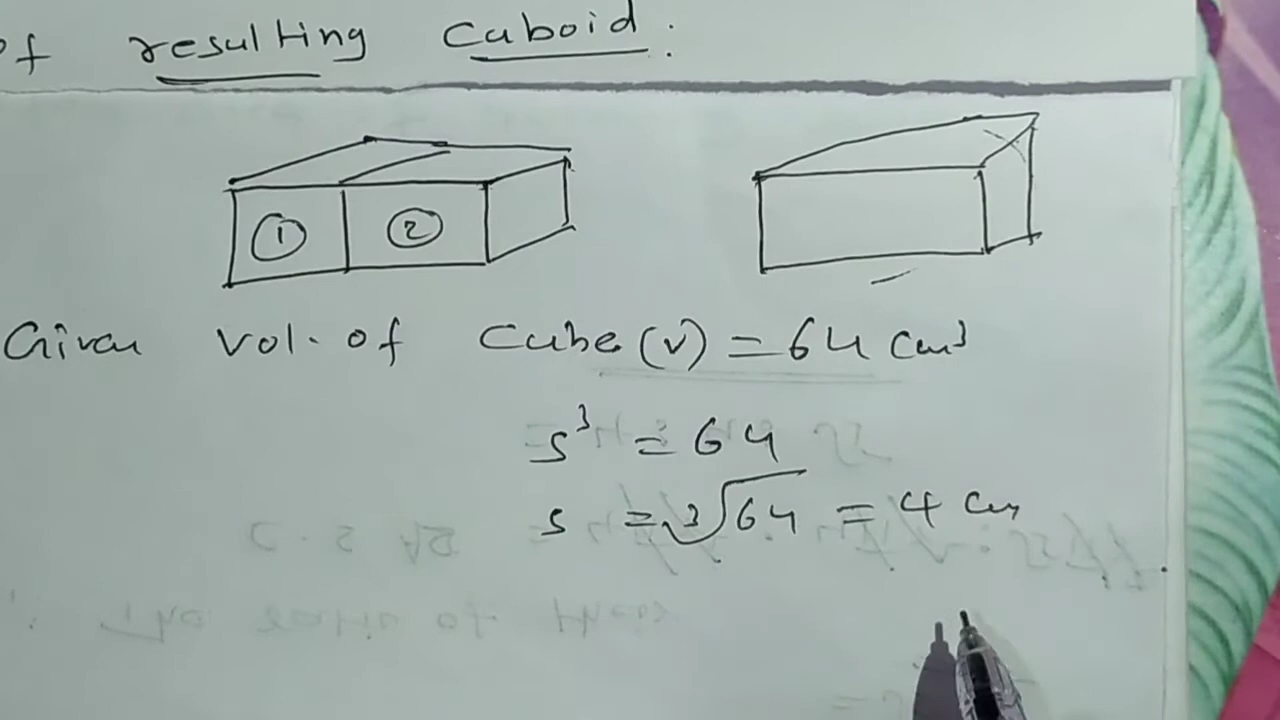 of resulting cuboid.
① ②
Given vol. of cube (v) = 64 cm³
s³ = 64
s = ³√64 = 4 cm